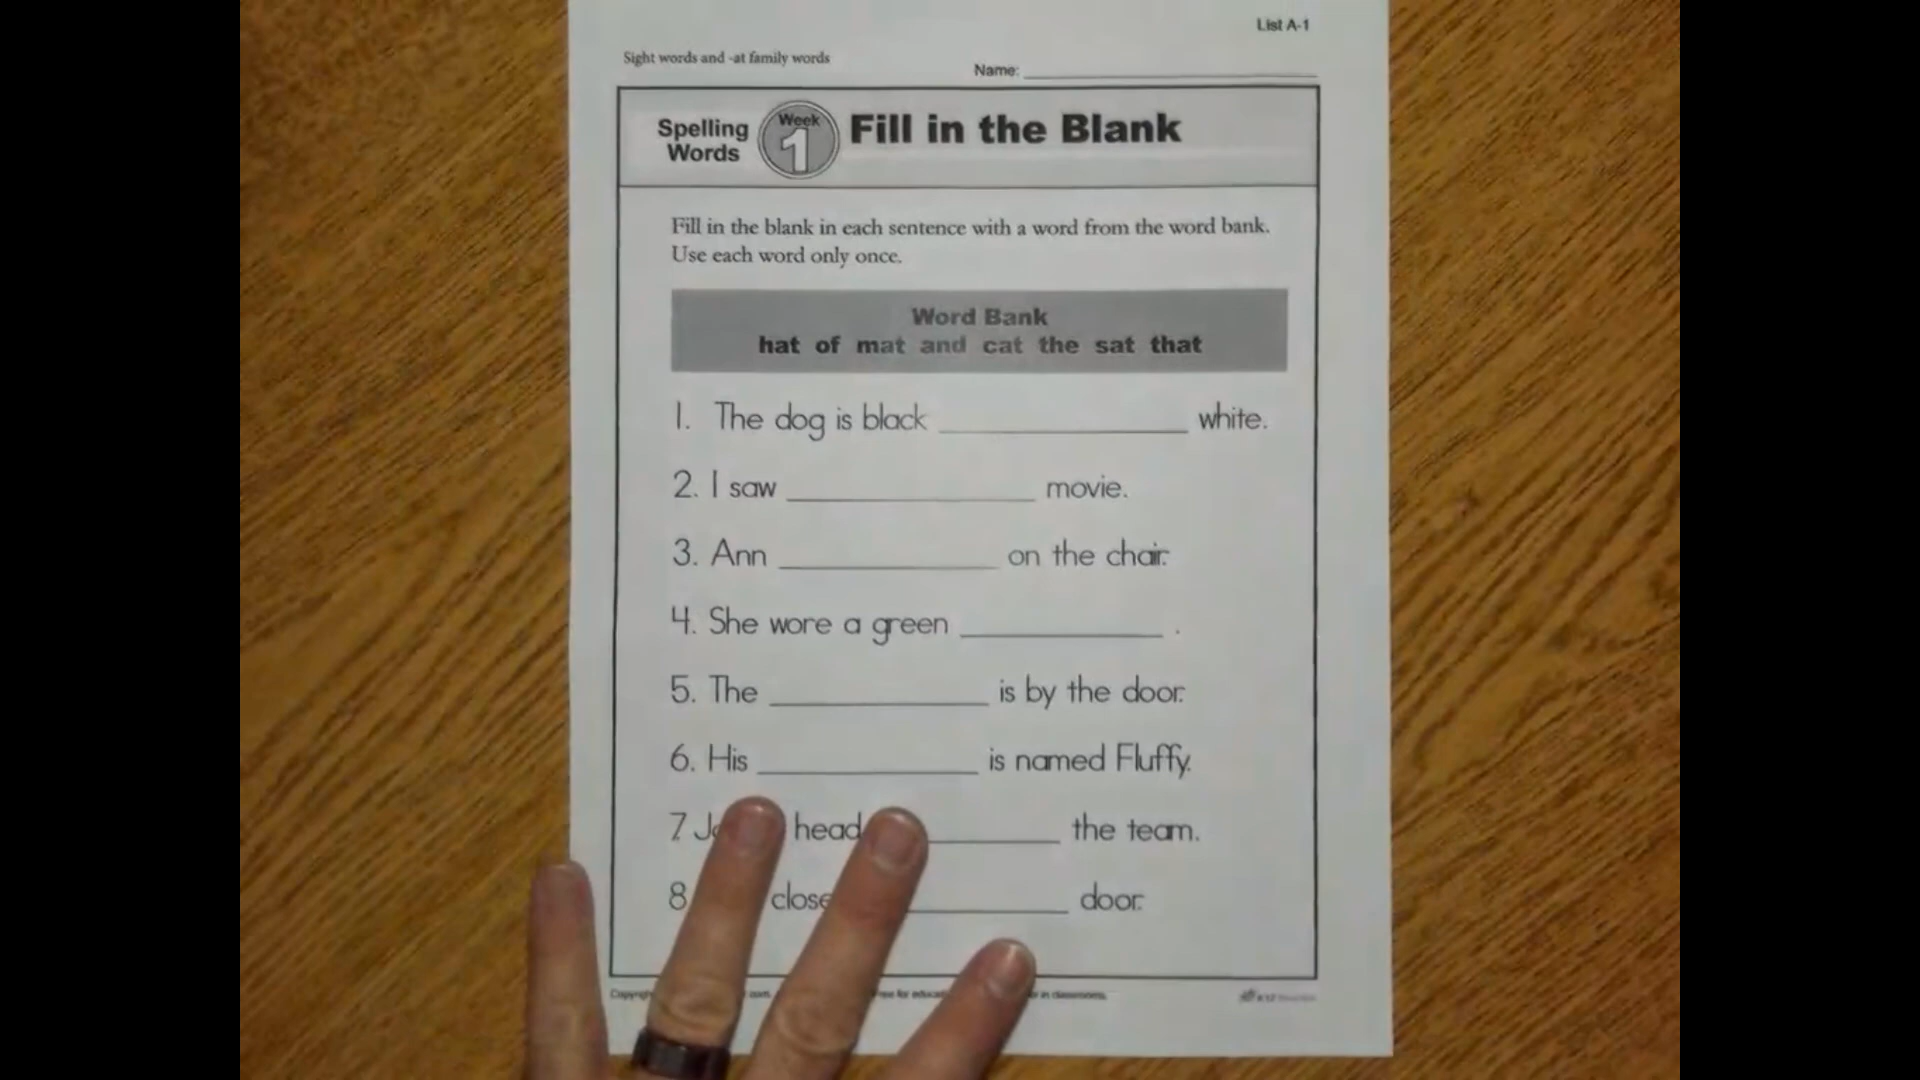 List A-1
Sight words and -at family words
Name:
Spelling Words
Week 1
Fill in the Blank
Fill in the blank in each sentence with a word from the word bank.
Use each word only once.
Word Bank
hat of mat and cat the sat that
1. The dog is black white.
2. I saw movie.
3. Ann on the chair.
4. She wore a green .
5. The is by the door.
6. His is named Fluffy.
7. head the team.
8 close door.
in classrooms.